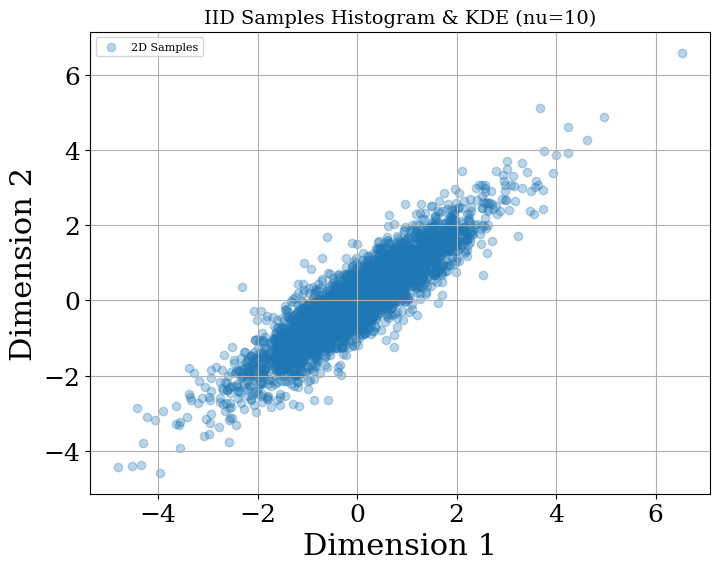 IID Samples Histogram & KDE (nu=10)
2D Samples
6
4
2
0
−2
−4
Dimension 2
−4 −2 0 2 4 6
Dimension 1